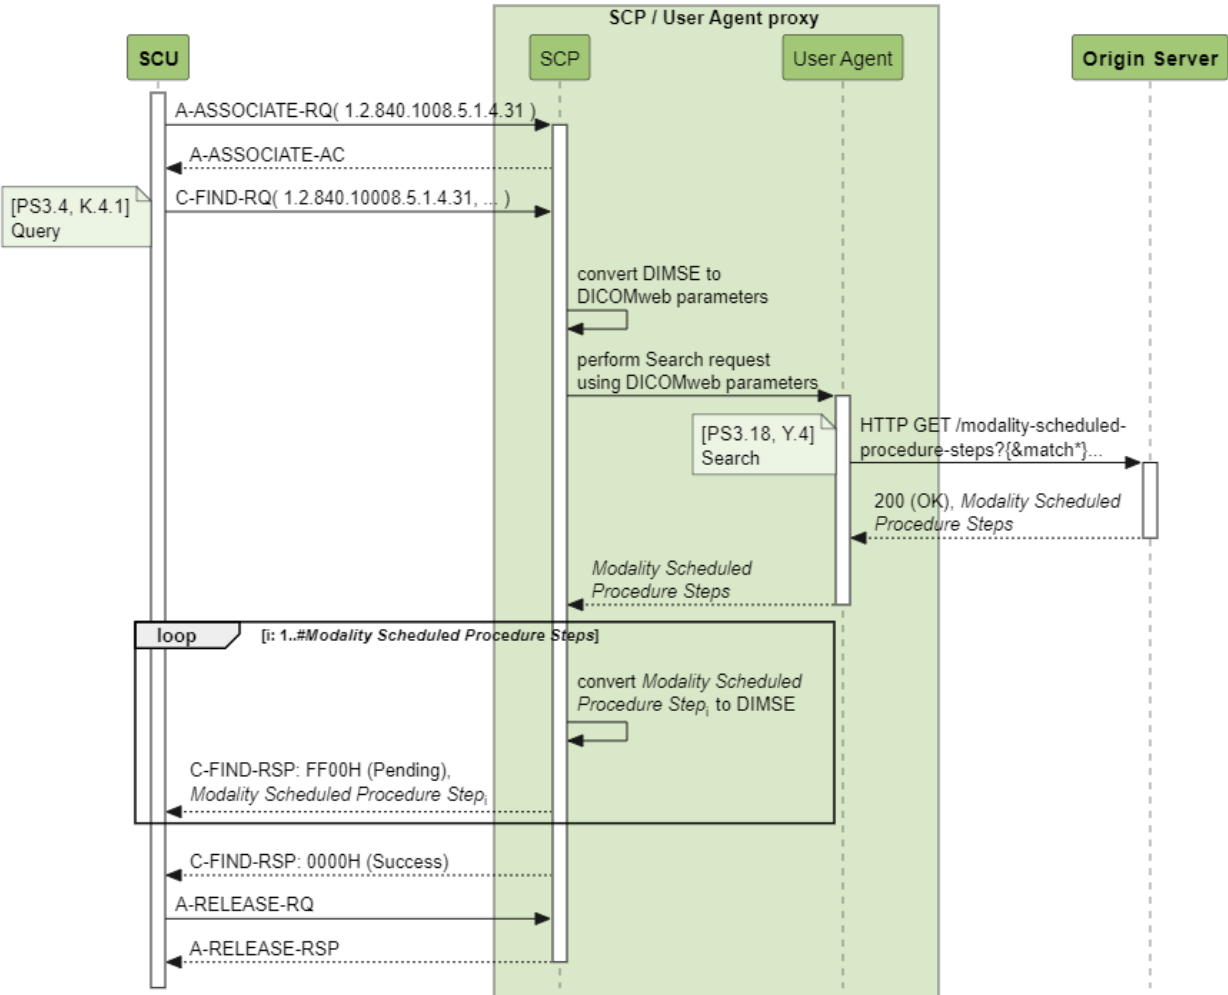 SCP / User Agent proxy
SCU
SCP
User Agent
Origin Server
A-ASSOCIATE-RQ( 1.2.840.1008.5.1.4.31 )
A-ASSOCIATE-AC
[PS3.4, K.4.1]
Query
C-FIND-RQ( 1.2.840.10008.5.1.4.31, ... )
convert DIMSE to
DICOMweb parameters
perform Search request
using DICOMweb parameters
[PS3.18, Y.4]
Search
HTTP GET /modality-scheduled-
procedure-steps?{&match*}...
200 (OK), Modality Scheduled
Procedure Steps
Modality Scheduled
Procedure Steps
loop
[i: 1..#Modality Scheduled Procedure Steps]
convert Modality Scheduled
Procedure Stepi to DIMSE
C-FIND-RSP: FF00H (Pending),
Modality Scheduled Procedure Stepi
C-FIND-RSP: 0000H (Success)
A-RELEASE-RQ
A-RELEASE-RSP